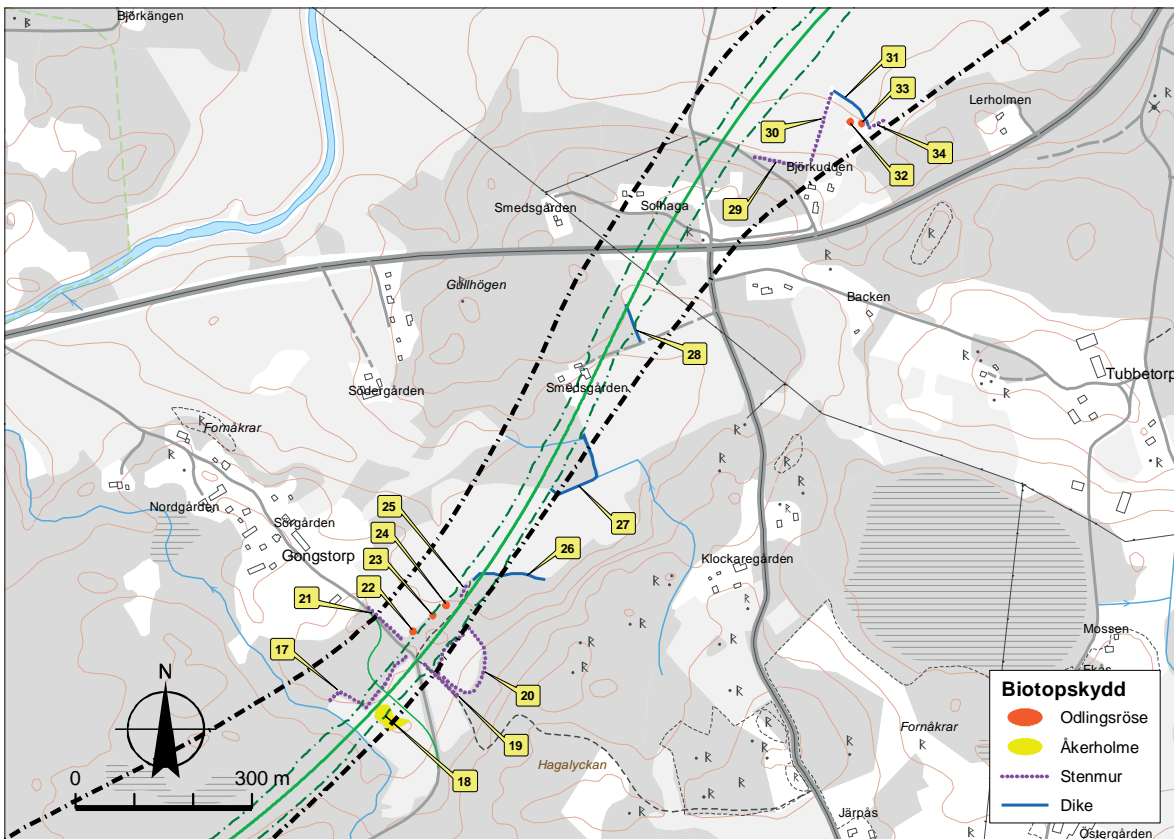 Björkängen
31
33
Lerholmen
30
34
32
Björkudden
29
Smedsgården
Solhaga
Gullhögen
Backen
28
Södergården
Smedsgården
Tubbetorp
Fornåkrar
25
24
27
Nordgården
Sörgården
23
26
Gongstorp
22
Klockaregården
21
Mossen
17
20
Ekås
N
19
Fornåkrar
0
300 m
18
Hagalyckan
Järpås
Östergården
Biotopskydd
Odlingsröse
Åkerholme
Stenmur
Dike